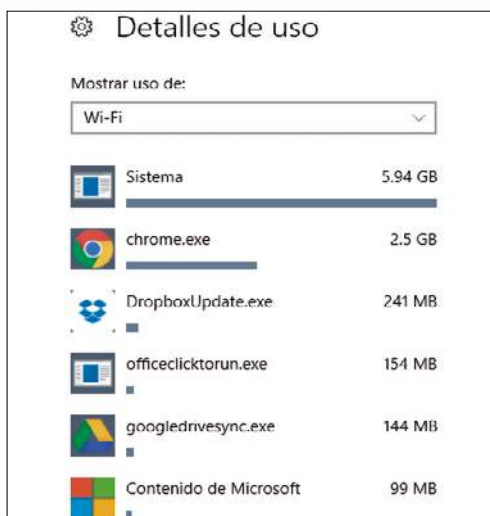 Detalles de uso
Mostrar uso de:
Wi-Fi
Sistema 5.94 GB
chrome.exe 2.5 GB
DropboxUpdate.exe 241 MB
officeclicktorun.exe 154 MB
googledrivesync.exe 144 MB
Contenido de Microsoft 99 MB